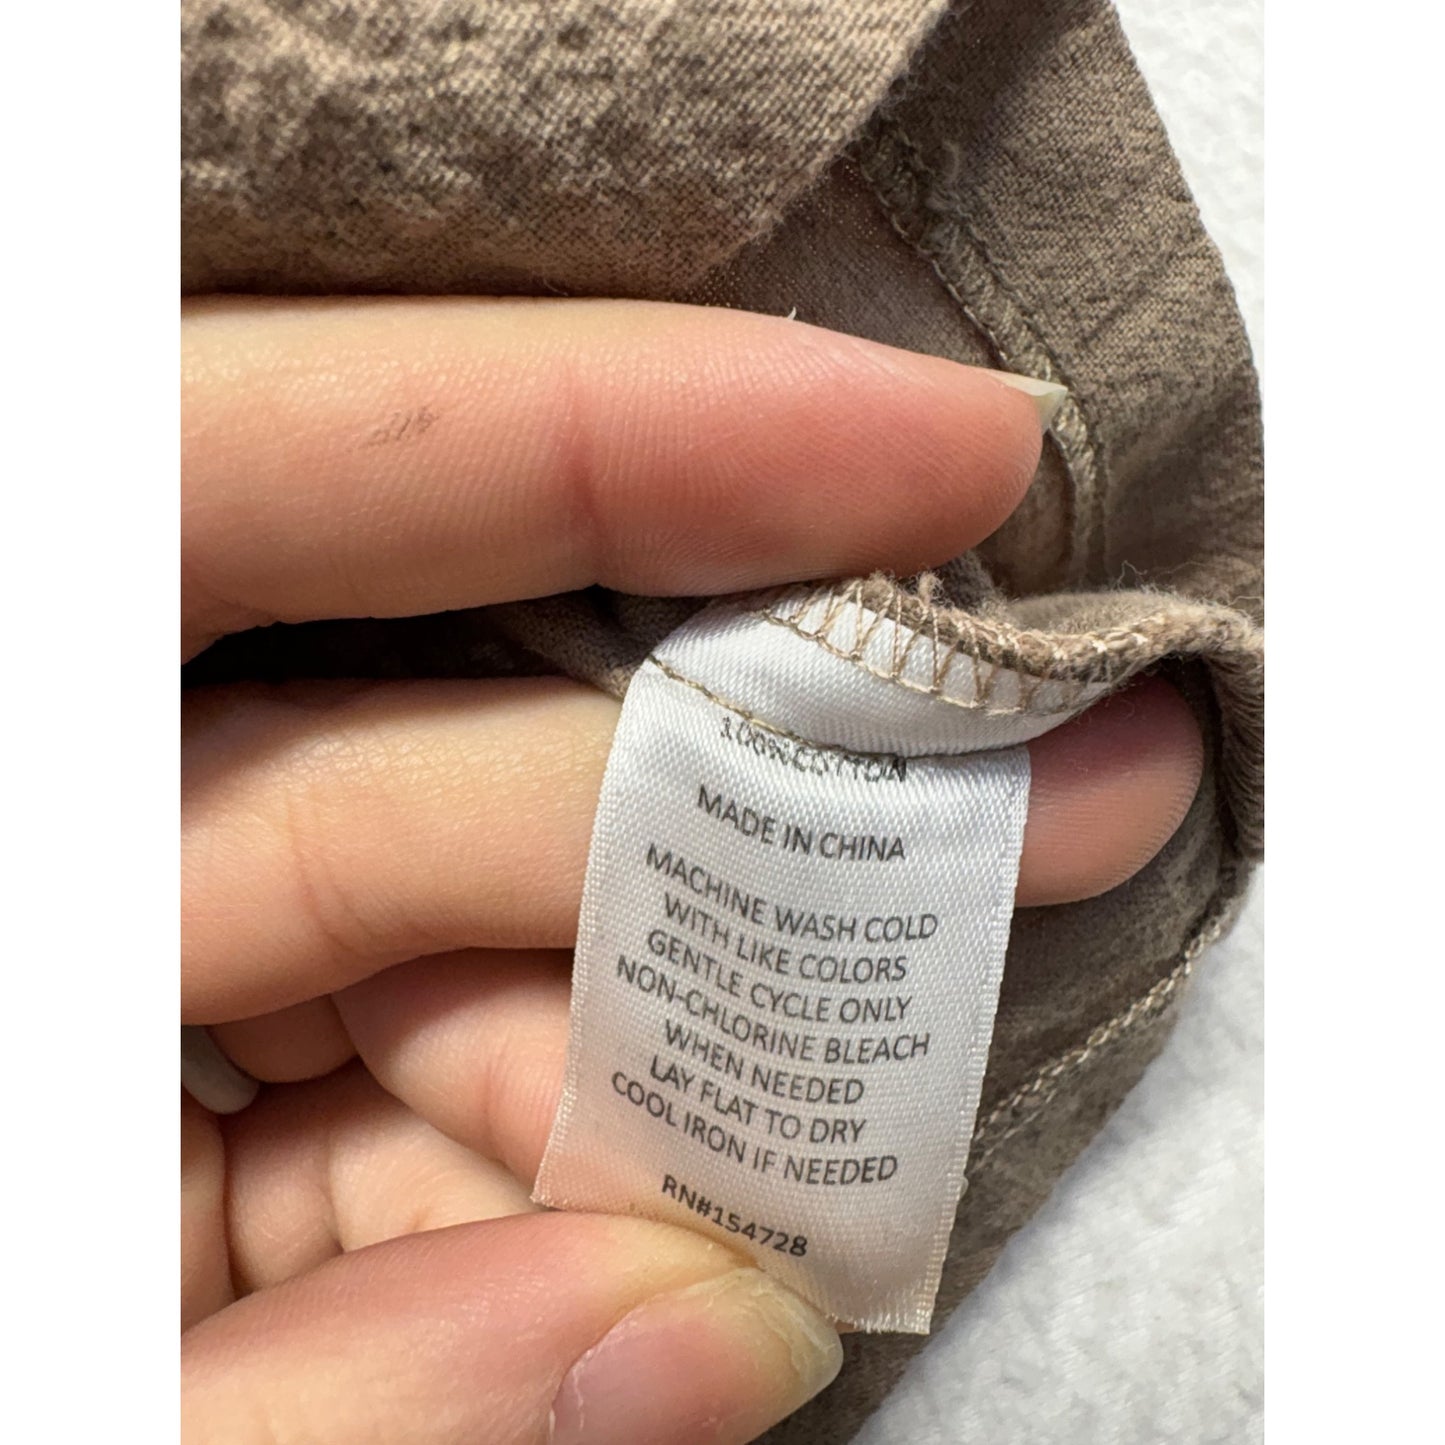 100% COTTON
MADE IN CHINA
MACHINE WASH COLD
WITH LIKE COLORS
GENTLE CYCLE ONLY
NON-CHLORINE BLEACH
WHEN NEEDED
LAY FLAT TO DRY
COOL IRON IF NEEDED
RN#154728